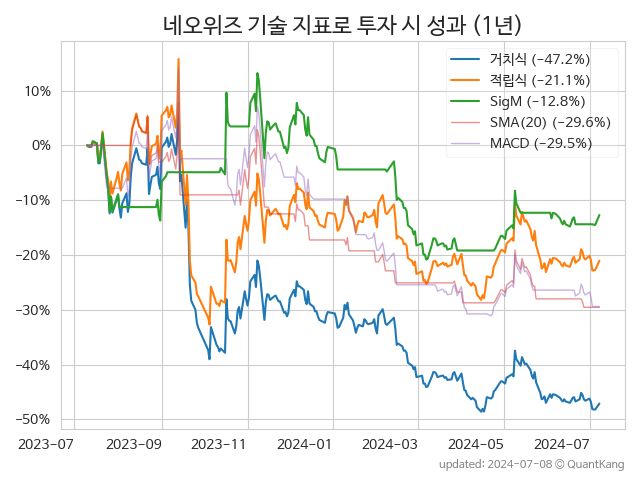 네오위즈 기술 지표로 투자 시 성과 (1년)
거치식 (−47.2%)
적립식 (−21.1%)
SigM (−12.8%)
SMA(20) (−29.6%)
MACD (−29.5%)
10%
0%
−10%
−20%
−30%
−40%
−50%
2023-07 2023-09 2023-11 2024-01 2024-03 2024-05 2024-07
updated: 2024-07-08 © QuantKang